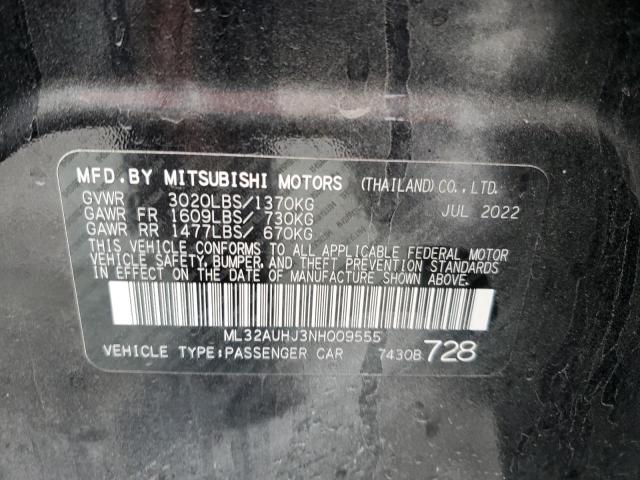 MFD.BY MITSUBISHI MOTORS (THAILAND)CO.,LTD.
GVWR 3020LBS/1370KG JUL 2022
GAWR FR 1609LBS/ 730KG
GAWR RR 1477LBS/ 670KG
THIS VEHICLE CONFORMS TO ALL APPLICABLE FEDERAL MOTOR
VEHICLE SAFETY, BUMPER, AND THEFT PREVENTION STANDARDS
IN EFFECT ON THE DATE OF MANUFACTURE SHOWN ABOVE.
ML32AUHJ3NH009555
VEHICLE TYPE:PASSENGER CAR 7430B 728